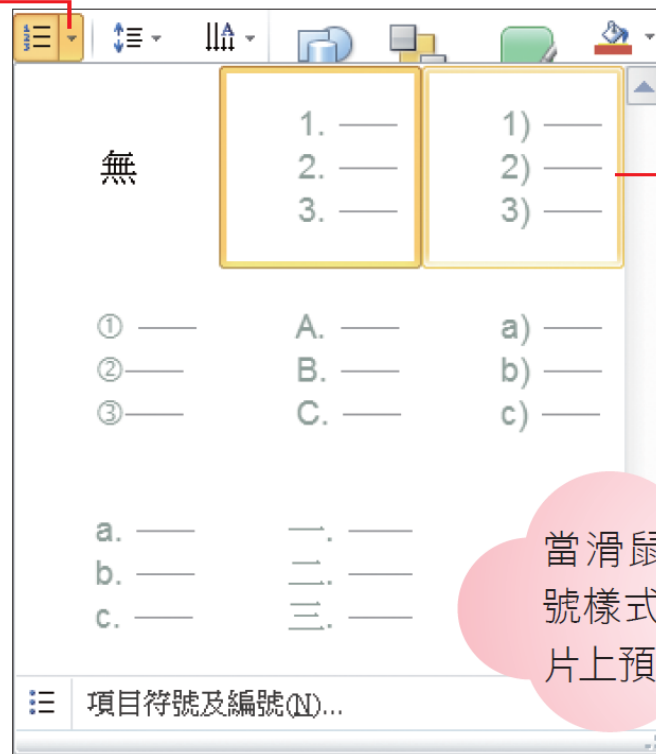 無
1.
2.
3.
1)
2)
3)
①
②
③
A.
B.
C.
a)
b)
c)
a.
b.
c.
一.
二.
三.
當滑鼠
號樣式
片上預
項目符號及編號(N)...